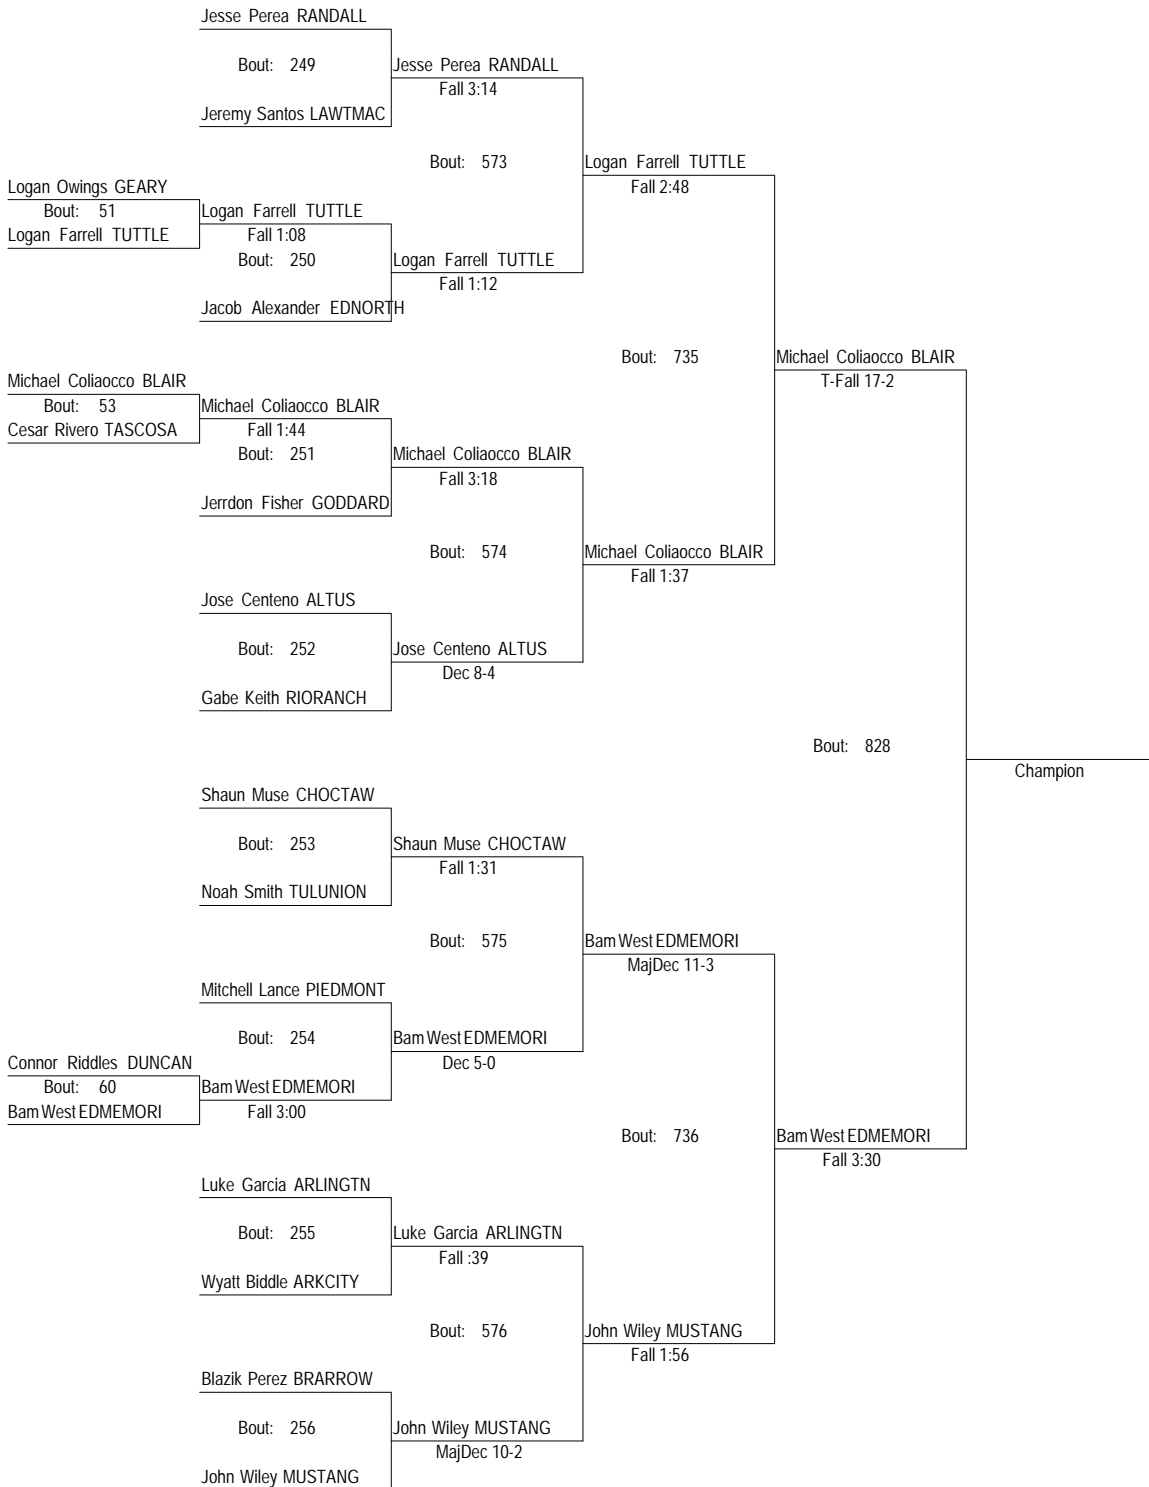 Jesse Perea RANDALL
Bout: 249
Jesse Perea RANDALL
Fall 3:14
Jeremy Santos LAWTMAC
Bout: 573
Logan Farrell TUTTLE
Fall 2:48
Logan Owings GEARY
Bout: 51
Logan Farrell TUTTLE
Logan Farrell TUTTLE
Fall 1:08
Bout: 250
Logan Farrell TUTTLE
Fall 1:12
Jacob Alexander EDNORTH
Bout: 735
Michael Coliaocco BLAIR
T-Fall 17-2
Michael Coliaocco BLAIR
Bout: 53
Cesar Rivero TASCOSA
Michael Coliaocco BLAIR
Fall 1:44
Bout: 251
Michael Coliaocco BLAIR
Fall 3:18
Jerrdon Fisher GODDARD
Bout: 574
Michael Coliaocco BLAIR
Fall 1:37
Jose Centeno ALTUS
Bout: 252
Jose Centeno ALTUS
Dec 8-4
Gabe Keith RIORANCH
Bout: 828
Champion
Shaun Muse CHOCTAW
Bout: 253
Shaun Muse CHOCTAW
Fall 1:31
Noah Smith TULUNION
Bout: 575
Bam West EDMEMORI
MajDec 11-3
Mitchell Lance PIEDMONT
Bout: 254
Bam West EDMEMORI
Dec 5-0
Connor Riddles DUNCAN
Bout: 60
Bam West EDMEMORI
Bam West EDMEMORI
Fall 3:00
Bout: 736
Bam West EDMEMORI
Fall 3:30
Luke Garcia ARLINGTN
Bout: 255
Luke Garcia ARLINGTN
Fall :39
Wyatt Biddle ARKCITY
Bout: 576
John Wiley MUSTANG
Fall 1:56
Blazik Perez BRARROW
Bout: 256
John Wiley MUSTANG
MajDec 10-2
John Wiley MUSTANG